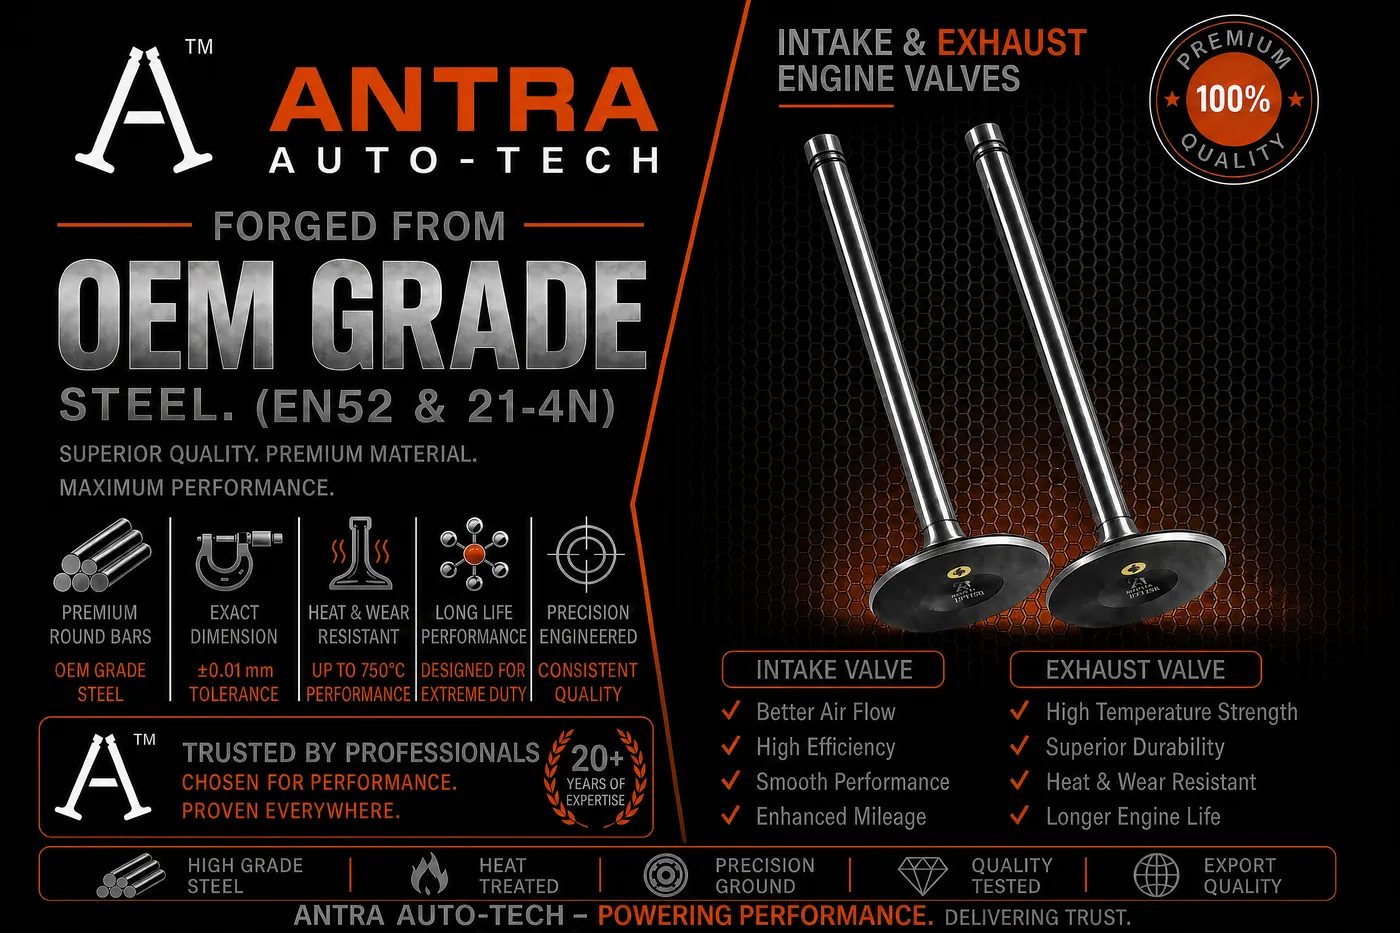 A™
ANTRA
AUTO-TECH
FORGED FROM
OEM GRADE
STEEL. (EN52 & 21-4N)
SUPERIOR QUALITY. PREMIUM MATERIAL.
MAXIMUM PERFORMANCE.
PREMIUM
ROUND BARS
OEM GRADE
STEEL
EXACT
DIMENSION
±0.01 mm
TOLERANCE
HEAT & WEAR
RESISTANT
UP TO 750°C
PERFORMANCE
LONG LIFE
PERFORMANCE
DESIGNED FOR
EXTREME DUTY
PRECISION
ENGINEERED
CONSISTENT
QUALITY
A™
TRUSTED BY PROFESSIONALS
CHOSEN FOR PERFORMANCE.
PROVEN EVERYWHERE.
20+
YEARS OF
EXPERTISE
INTAKE & EXHAUST
ENGINE VALVES
PREMIUM
100%
QUALITY
INTAKE VALVE
Better Air Flow
High Efficiency
Smooth Performance
Enhanced Mileage
EXHAUST VALVE
High Temperature Strength
Superior Durability
Heat & Wear Resistant
Longer Engine Life
HIGH GRADE
STEEL
HEAT
TREATED
PRECISION
GROUND
QUALITY
TESTED
EXPORT
QUALITY
ANTRA AUTO-TECH – POWERING PERFORMANCE. DELIVERING TRUST.